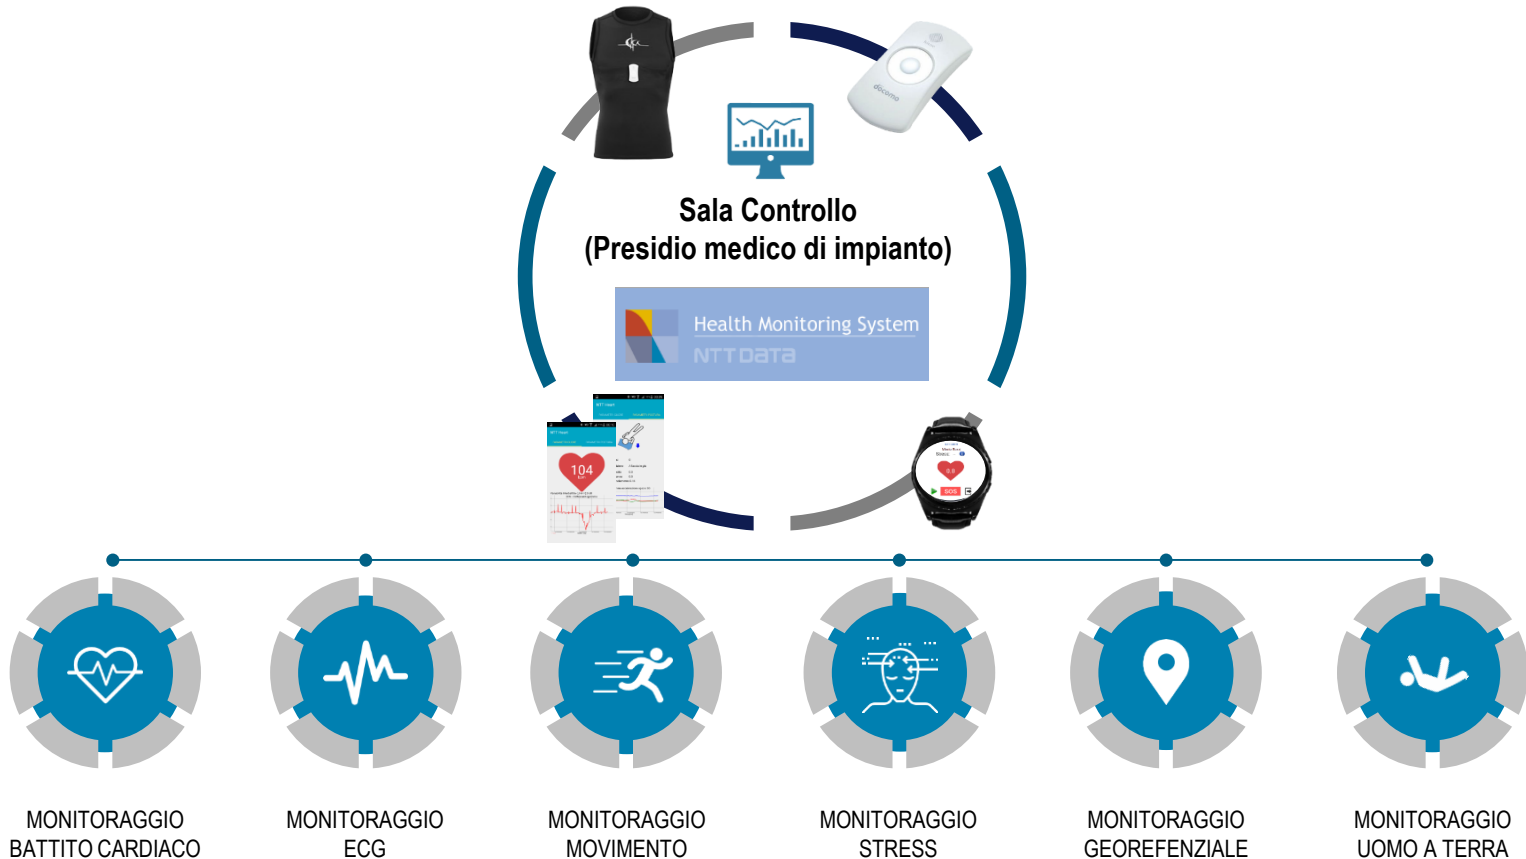 docomo
Sala Controllo
(Presidio medico di impianto)
Health Monitoring System
NTT DATA
104
SOS
MONITORAGGIO
BATTITO CARDIACO
MONITORAGGIO
ECG
MONITORAGGIO
MOVIMENTO
MONITORAGGIO
STRESS
MONITORAGGIO
GEOREFENZIALE
MONITORAGGIO
UOMO A TERRA